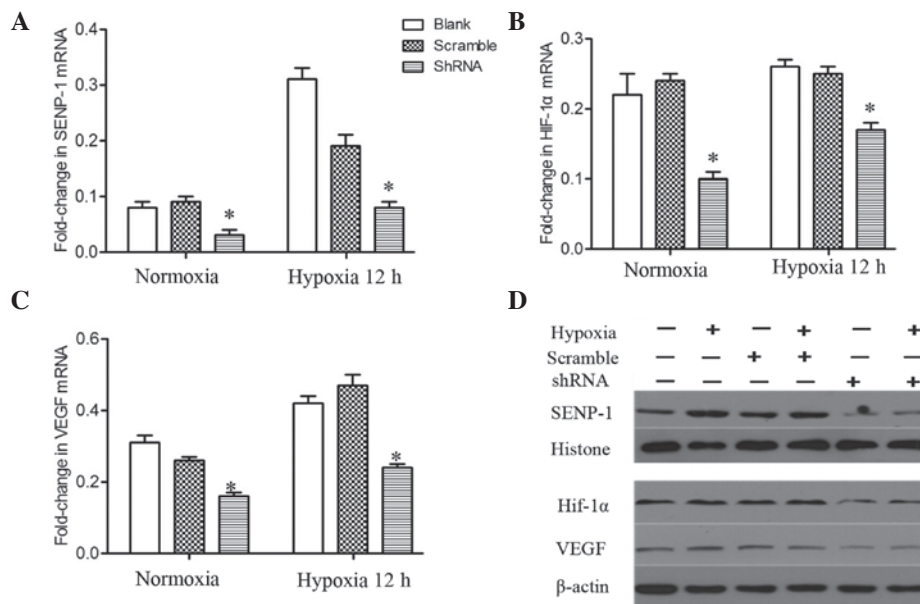 A
Fold-change in SENP-1 mRNA
0.4
0.3
0.2
0.1
0.0
Blank
Scramble
ShRNA
*
*
Normoxia
Hypoxia 12 h
B
Fold-change in HIF-1α mRNA
0.3
0.2
0.1
0.0
*
*
Normoxia
Hypoxia 12 h
C
Fold-change in VEGF mRNA
0.6
0.4
0.2
0.0
*
*
Normoxia
Hypoxia 12 h
D
Hypoxia — + — + — +
Scramble — — + + — —
shRNA — — — — + +
SENP-1
Histone
Hif-1α
VEGF
β-actin